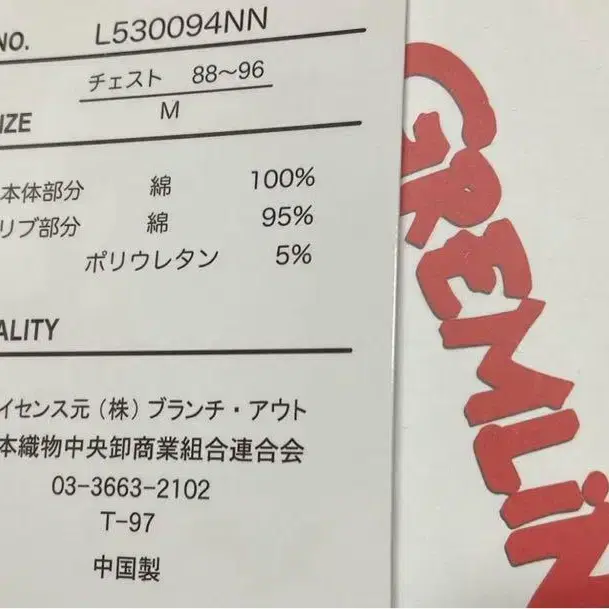 NO. L530094NN
チェスト 88〜96
M
IZE
本体部分 綿 100%
リブ部分 綿 95%
ポリウレタン 5%
ALITY
イセンス元（株）ブランチ・アウト
本織物中央卸商業組合連合会
03-3663-2102
T-97
中国製
GREMLiN